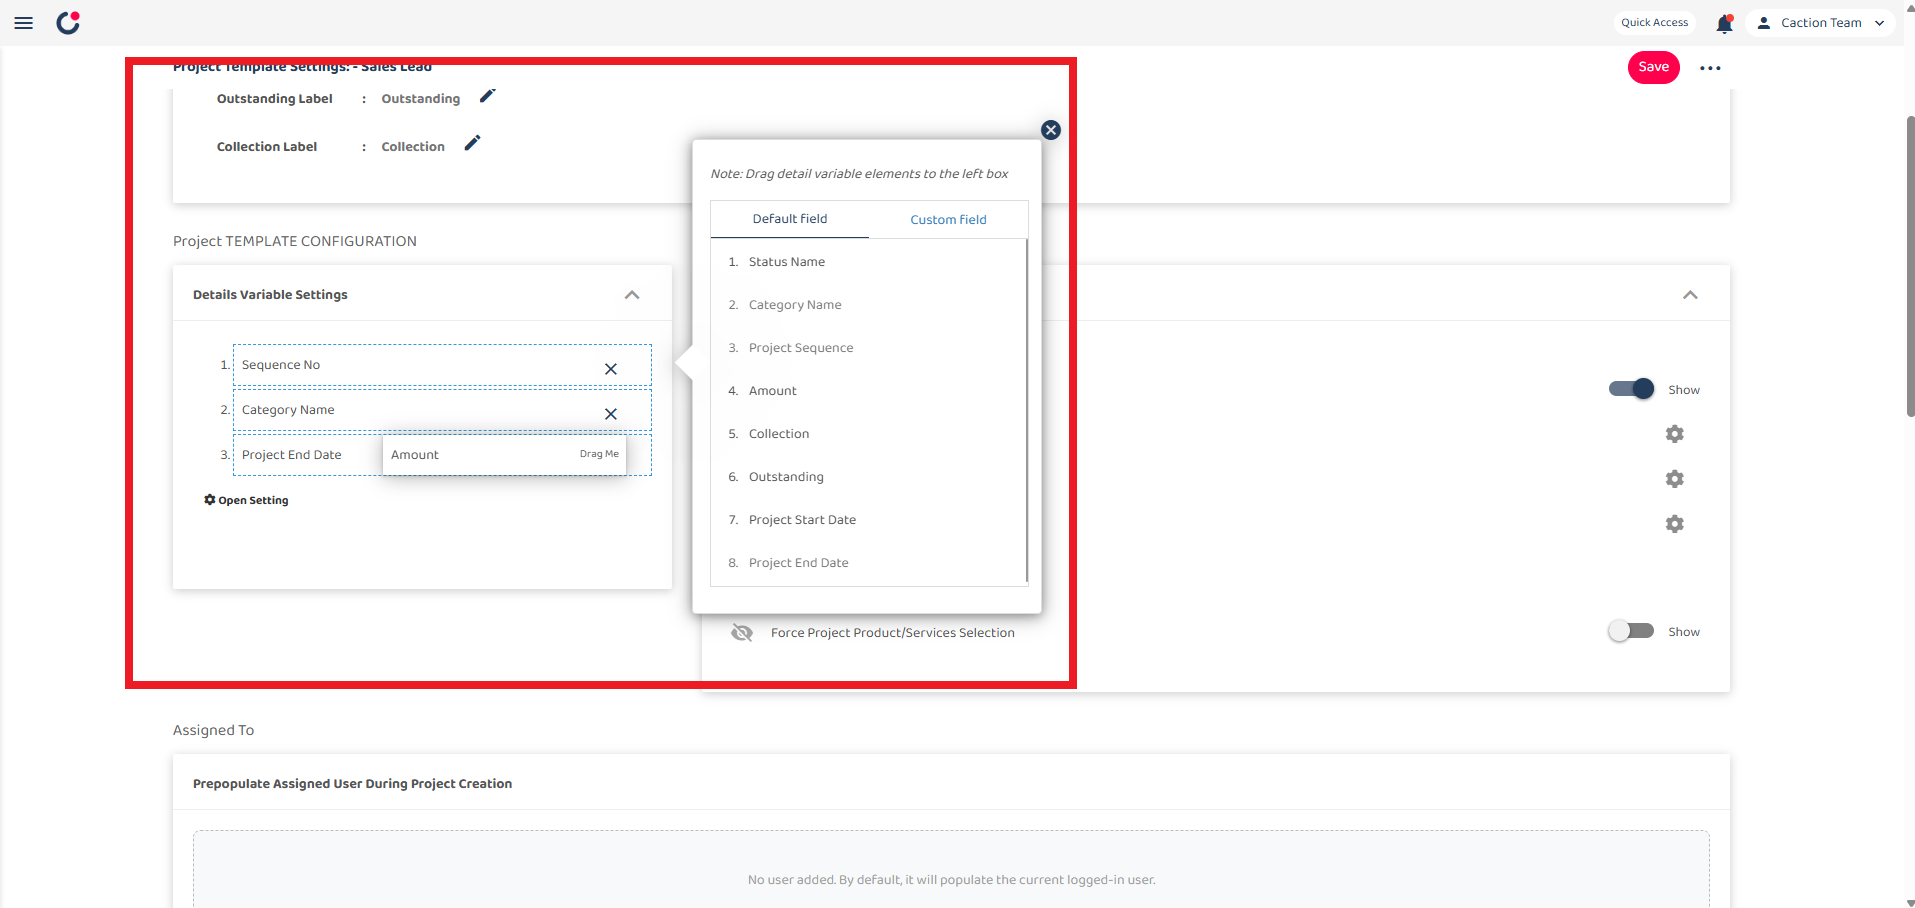 Quick Access
Caction Team
Project Template Settings: - Sales Lead
Save
Outstanding Label : Outstanding
Collection Label : Collection
Note: Drag detail variable elements to the left box
Default field Custom field
1. Status Name
2. Category Name
3. Project Sequence
4. Amount
5. Collection
6. Outstanding
7. Project Start Date
8. Project End Date
Project TEMPLATE CONFIGURATION
Details Variable Settings
1. Sequence No
2. Category Name
3. Project End Date
Amount Drag Me
Open Setting
Show
Force Project Product/Services Selection
Show
Assigned To
Prepopulate Assigned User During Project Creation
No user added. By default, it will populate the current logged-in user.